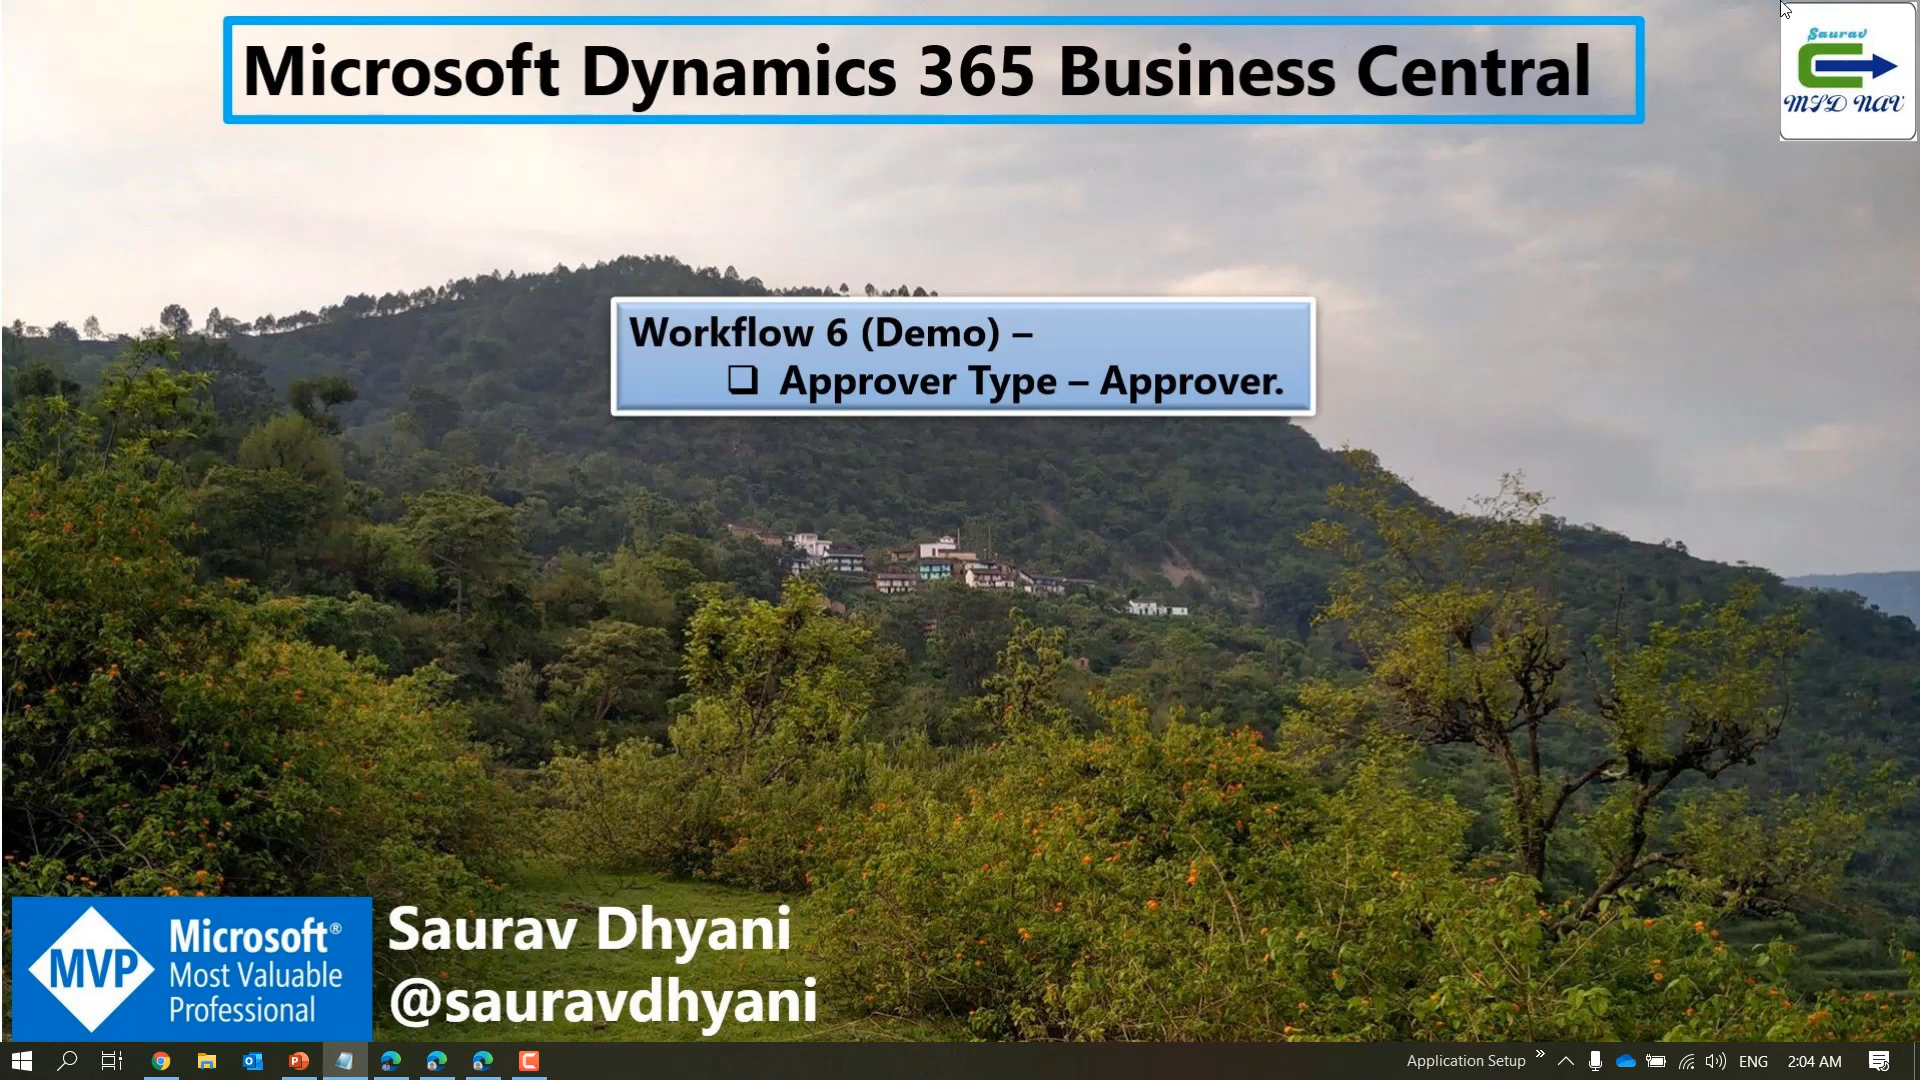 Microsoft Dynamics 365 Business Central
Saurav
MSD NAV
Workflow 6 (Demo) –
❑ Approver Type – Approver.
MVP
Microsoft®
Most Valuable
Professional
Saurav Dhyani
@sauravdhyani
Application Setup
ENG
2:04 AM